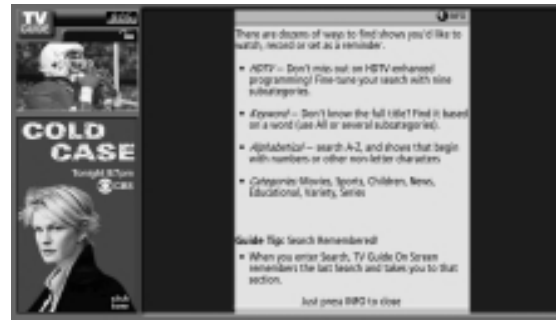 TV
GUIDE
COLD
CASE
Tonight 8/7pm
CBS
click
here
INFO
There are dozens of ways to find shows you'd like to
watch, record or set as a reminder.
• HDTV — Don't miss out on HDTV-enhanced
programming! Fine-tune your search with nine
subcategories.
• Keyword — Don't know the full title? Find it based
on a word (use All or several subcategories).
• Alphabetical — search A-Z, and shows that begin
with numbers or other non-letter characters
• Categories: Movies, Sports, Children, News,
Educational, Variety, Series
Guide Tip: Search Remembered!
• When you enter Search, TV Guide On Screen
remembers the last Search and takes you to that
section.
Just press INFO to close